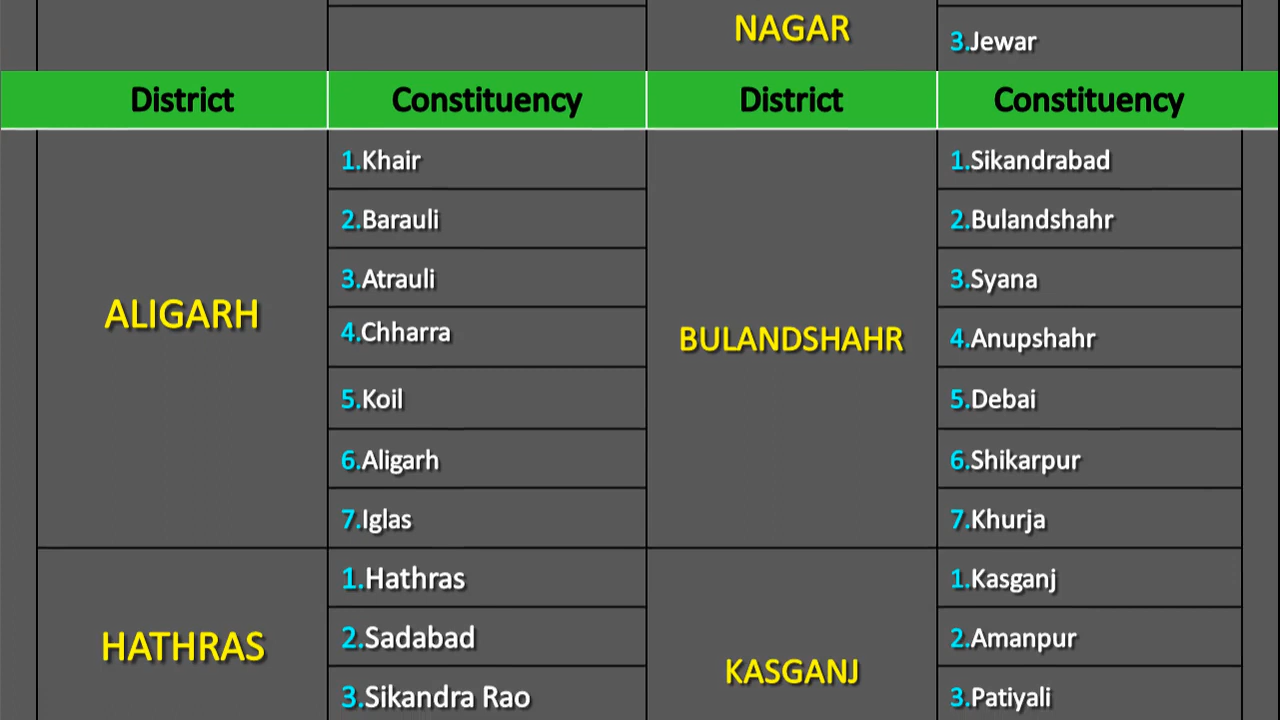 NAGAR
3.Jewar
District
Constituency
District
Constituency
ALIGARH
1.Khair
2.Barauli
3.Atrauli
4.Chharra
5.Koil
6.Aligarh
7.Iglas
BULANDSHAHR
1.Sikandrabad
2.Bulandshahr
3.Syana
4.Anupshahr
5.Debai
6.Shikarpur
7.Khurja
HATHRAS
1.Hathras
2.Sadabad
3.Sikandra Rao
KASGANJ
1.Kasganj
2.Amanpur
3.Patiyali